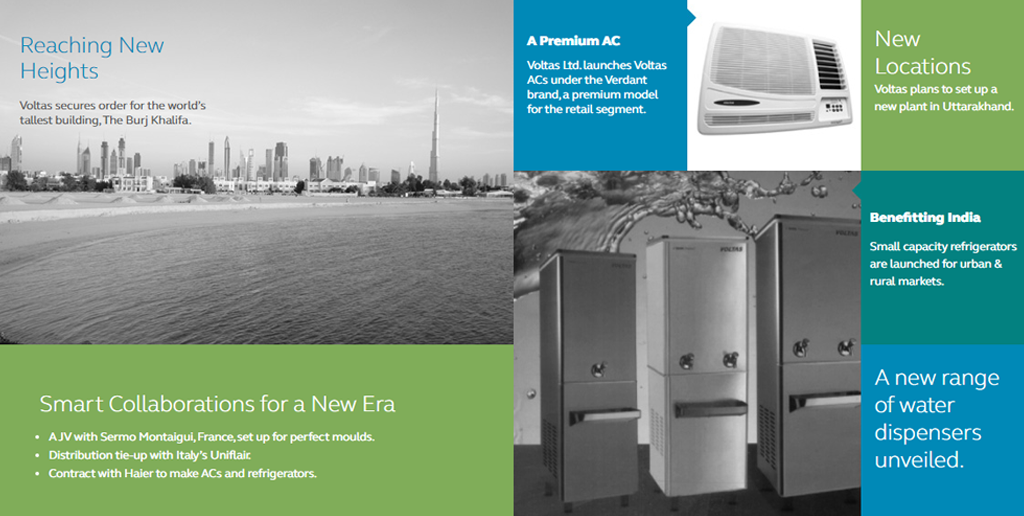 Reaching New
Heights
Voltas secures order for the world's
tallest building, The Burj Khalifa.
A Premium AC
Voltas Ltd. launches Voltas
ACs under the Verdant
brand, a premium model
for the retail segment.
New
Locations
Voltas plans to set up a
new plant in Uttarakhand.
Benefitting India
Small capacity refrigerators
are launched for urban &
rural markets.
VOLTAS
VOLTAS
Smart Collaborations for a New Era
• A JV with Sermo Montaigui, France, set up for perfect moulds.
• Distribution tie-up with Italy's Uniflair.
• Contract with Haier to make ACs and refrigerators.
A new range
of water
dispensers
unveiled.